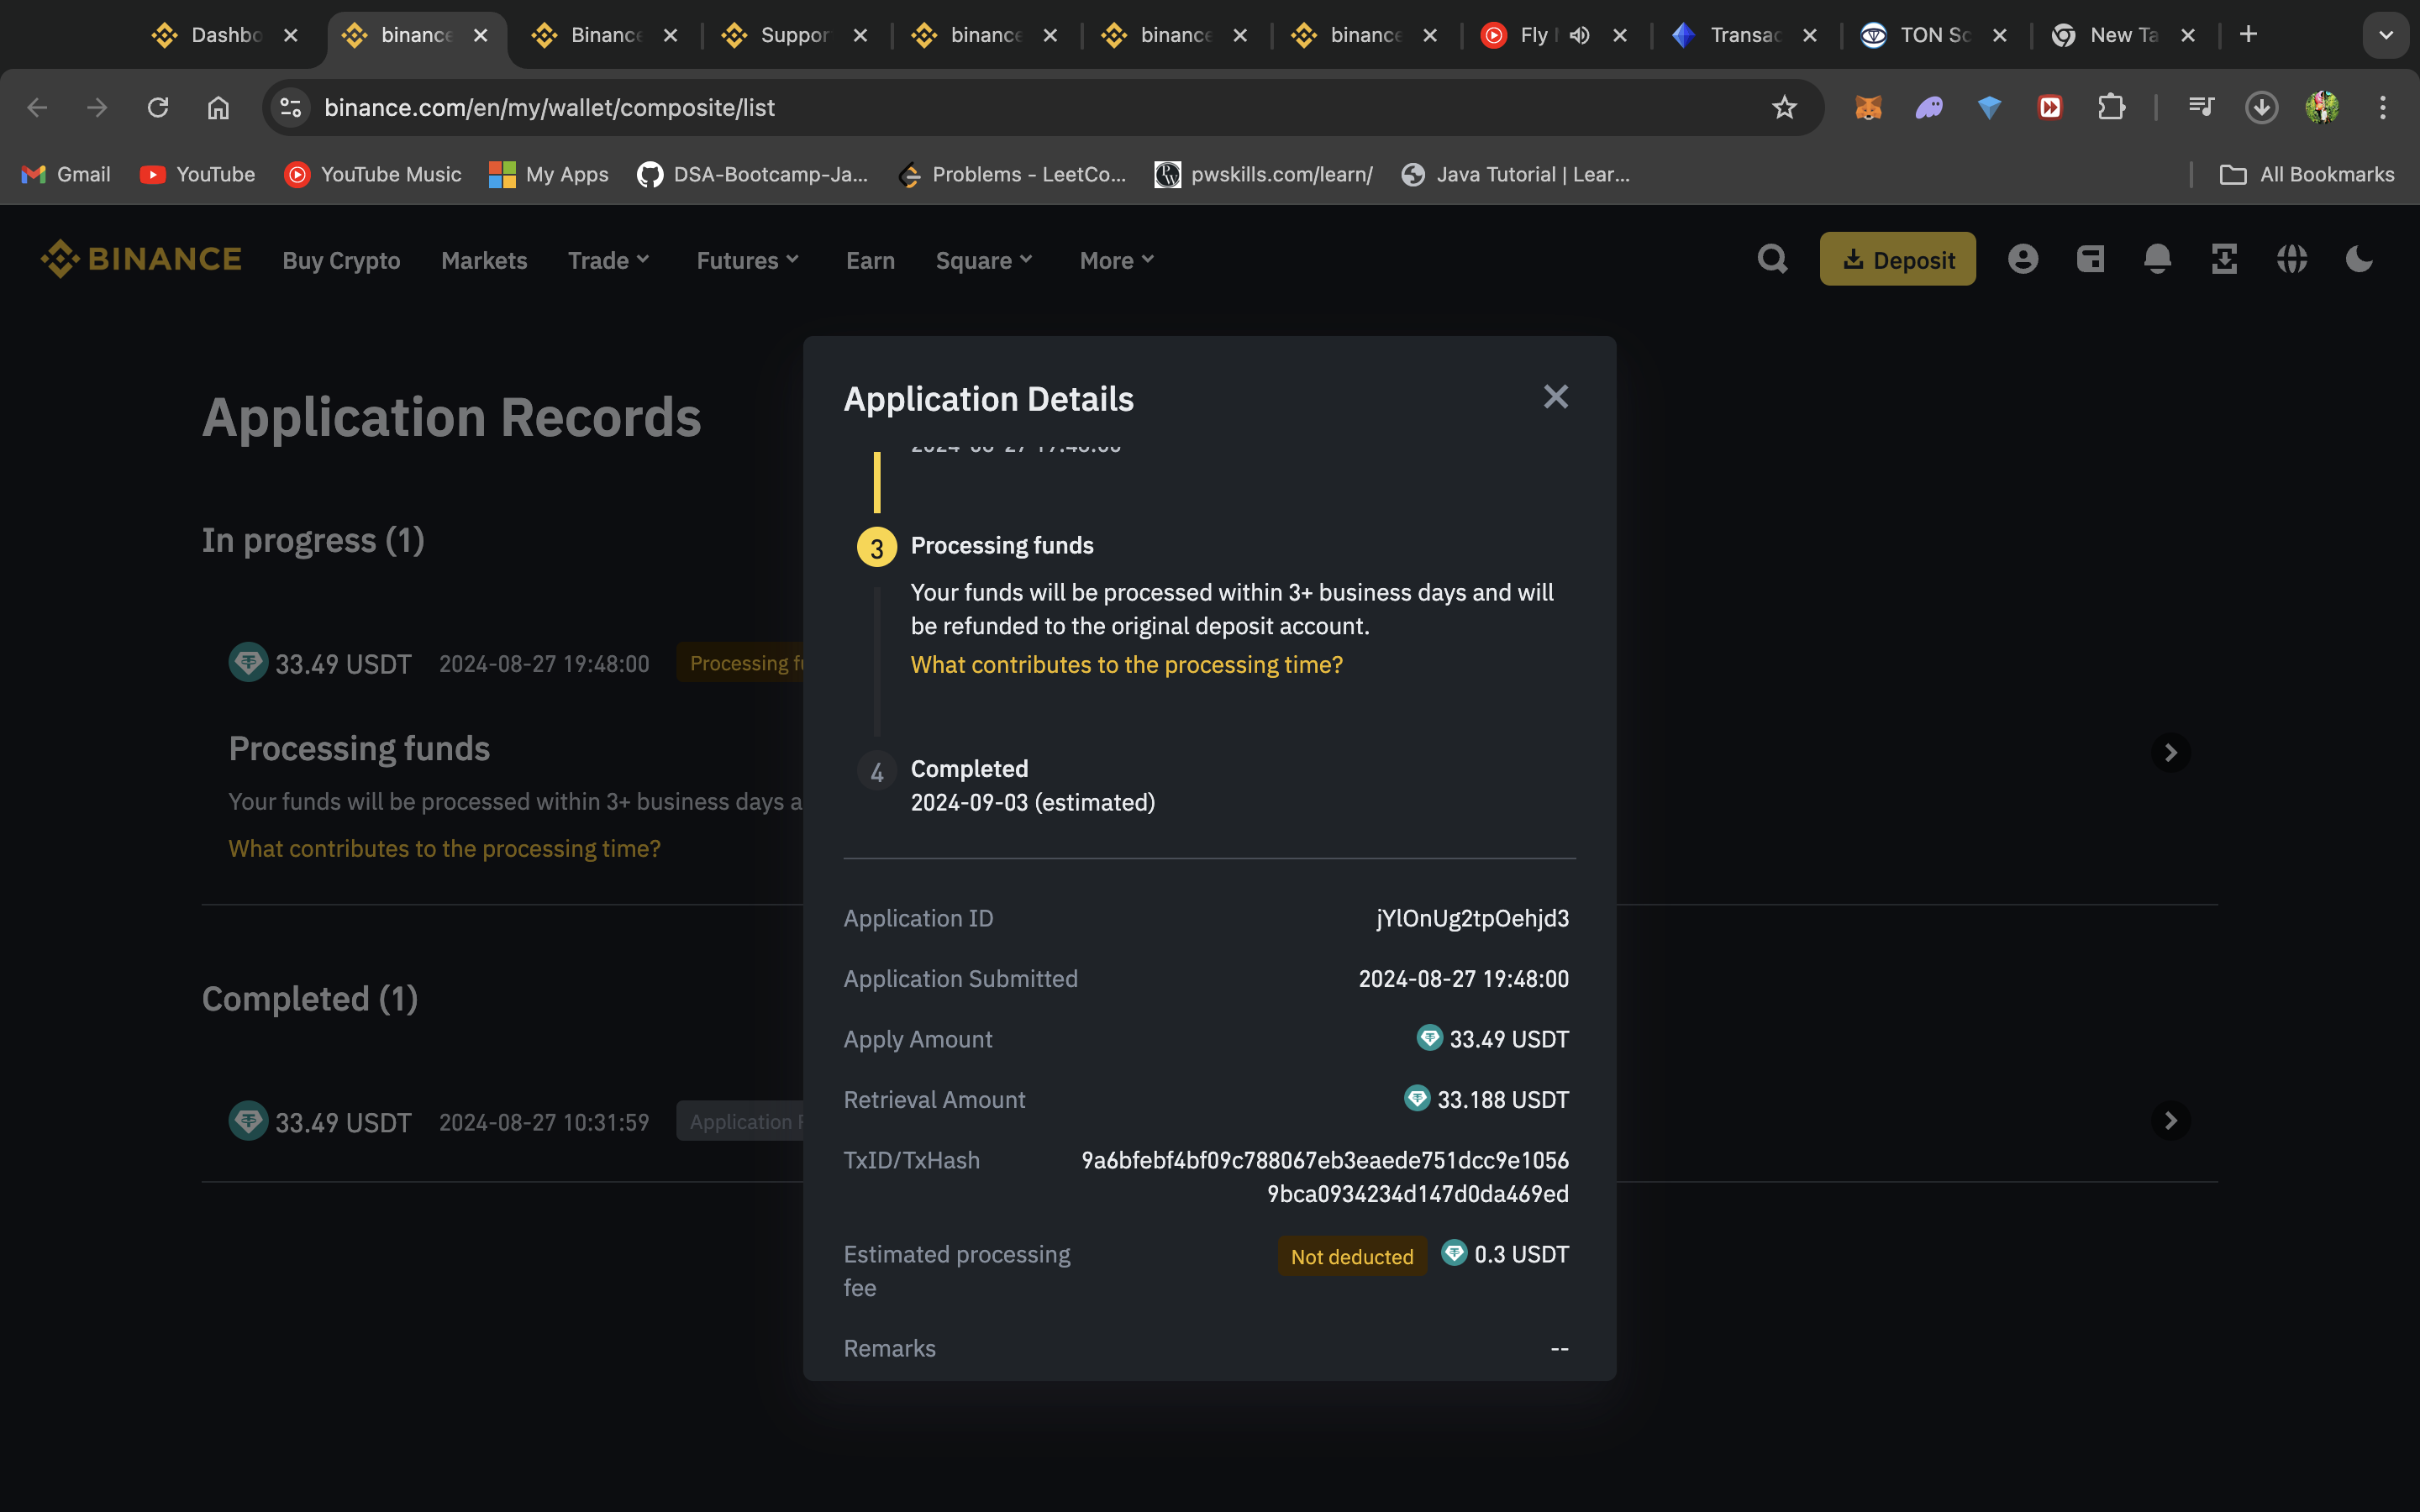 Dashbo
binance
Binance
Suppor
binance
binance
binance
Fly
Transac
TON Sc
New Ta
binance.com/en/my/wallet/composite/list
Gmail
YouTube
YouTube Music
My Apps
DSA-Bootcamp-Ja...
Problems - LeetCo...
pwskills.com/learn/
Java Tutorial | Lear...
All Bookmarks
BINANCE
Buy Crypto
Markets
Trade
Futures
Earn
Square
More
Deposit
Application Records
In progress (1)
33.49 USDT 2024-08-27 19:48:00 Processing fu
Processing funds
Your funds will be processed within 3+ business days a
What contributes to the processing time?
Completed (1)
33.49 USDT 2024-08-27 10:31:59 Application
Application Details
2024-08-27 19:48:00
3 Processing funds
Your funds will be processed within 3+ business days and will
be refunded to the original deposit account.
What contributes to the processing time?
4 Completed
2024-09-03 (estimated)
Application ID jYlOnUg2tpOehjd3
Application Submitted 2024-08-27 19:48:00
Apply Amount 33.49 USDT
Retrieval Amount 33.188 USDT
TxID/TxHash 9a6bfebf4bf09c788067eb3eaede751dcc9e1056
9bca0934234d147d0da469ed
Estimated processing Not deducted 0.3 USDT
fee
Remarks --